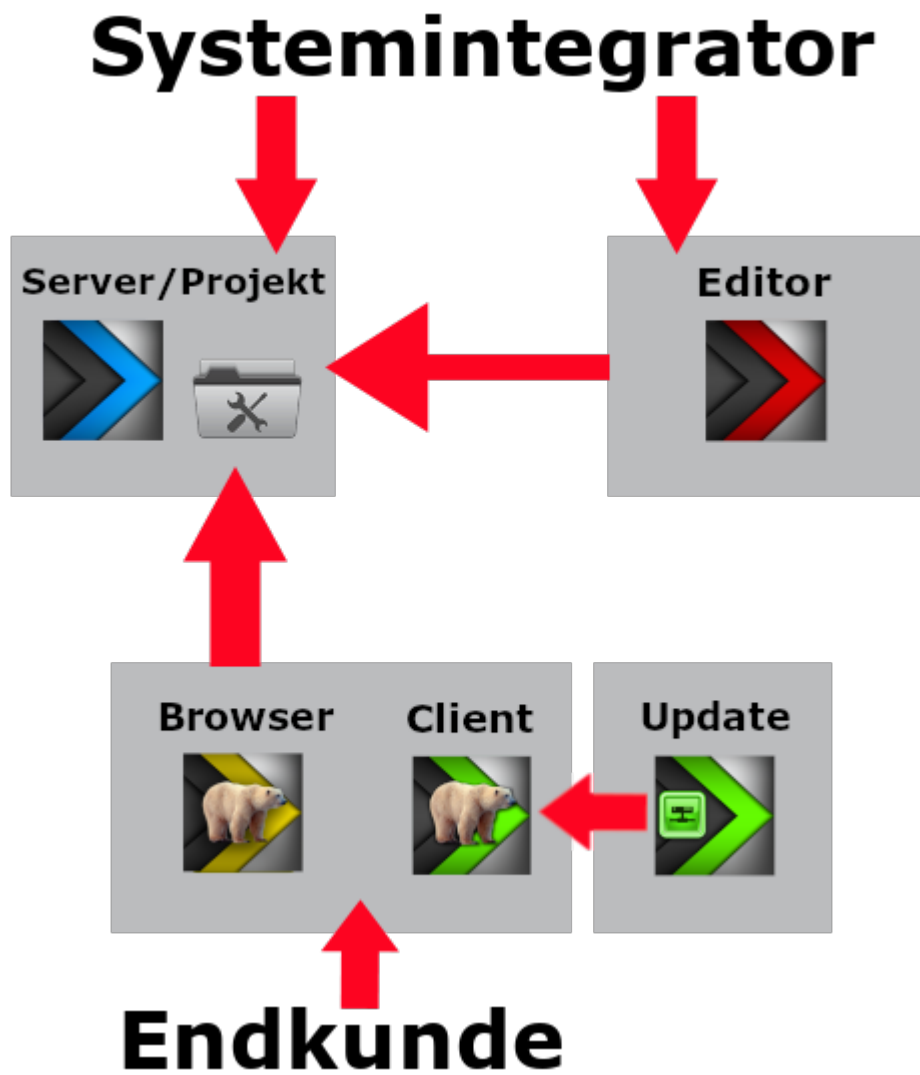 Systemintegrator
Server/Projekt
Editor
Browser
Client
Update
Endkunde